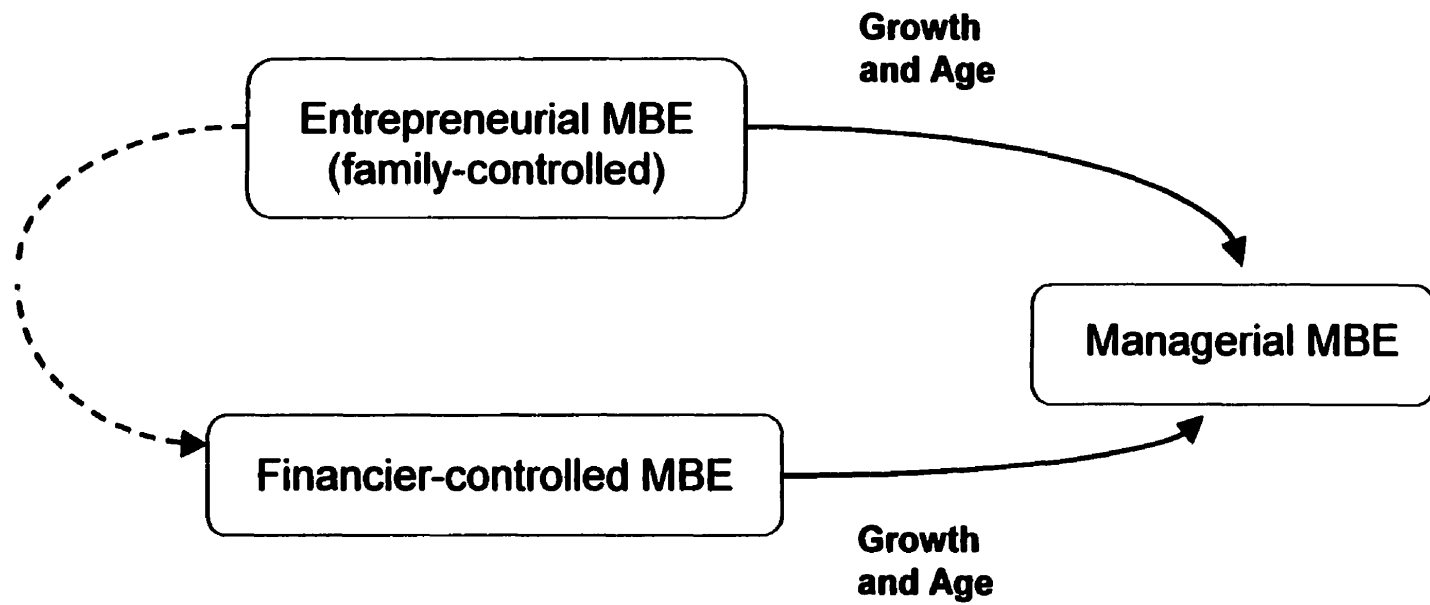 Growth
and Age
Entrepreneurial MBE
(family-controlled)
Managerial MBE
Financier-controlled MBE
Growth
and Age